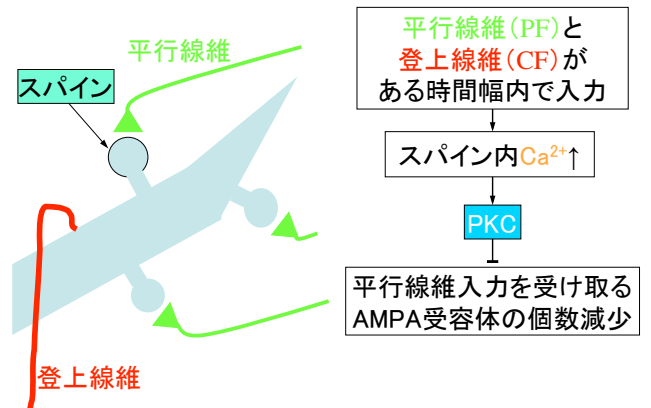 平行線維
スパイン
登上線維
平行線維(PF)と
登上線維(CF)が
ある時間幅内で入力
スパイン内Ca²⁺↑
PKC
平行線維入力を受け取る
AMPA受容体の個数減少